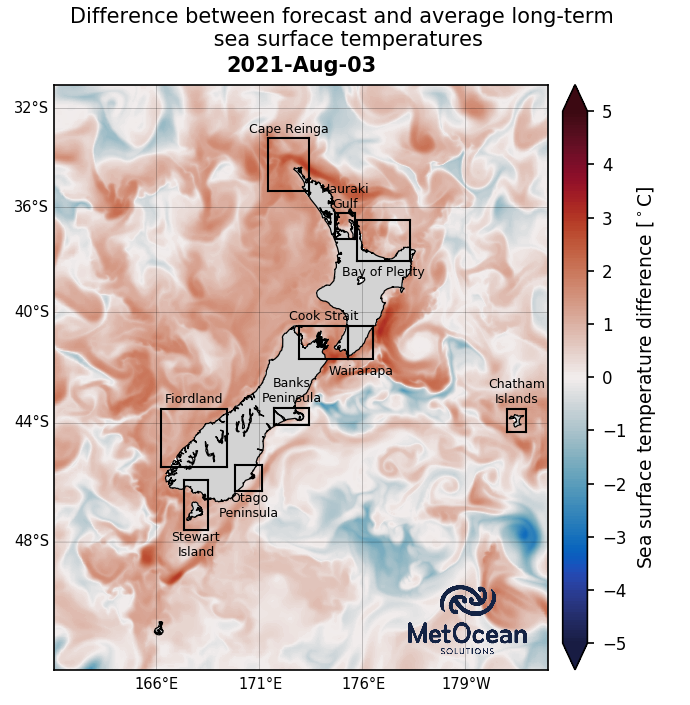 Difference between forecast and average long-term
sea surface temperatures
2021-Aug-03
32°S
36°S
40°S
44°S
48°S
166°E
171°E
176°E
179°W
Cape Reinga
Hauraki
Gulf
Bay of Plenty
Cook Strait
Wairarapa
Banks
Peninsula
Chatham
Islands
Fiordland
Otago
Peninsula
Stewart
Island
MetOcean
SOLUTIONS
5
4
3
2
1
0
−1
−2
−3
−4
−5
Sea surface temperature difference [°C]